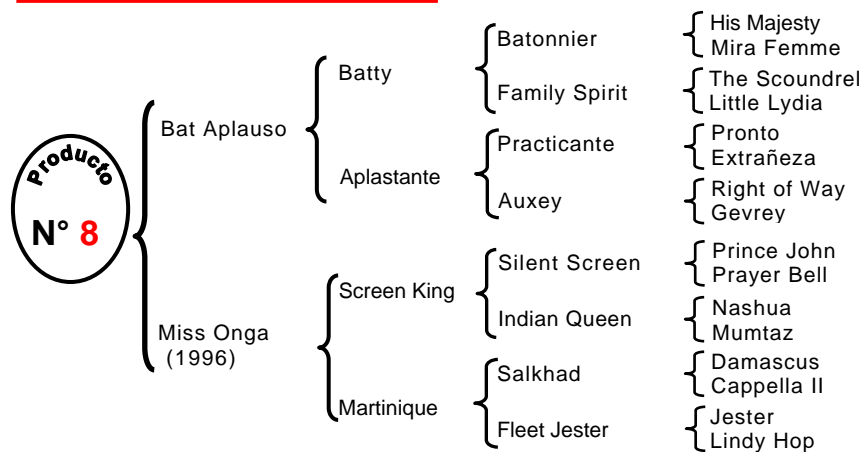 Producto
N° 8
Bat Aplauso
Miss Onga
(1996)
Batty
Aplastante
Screen King
Martinique
Batonnier
Family Spirit
Practicante
Auxey
Silent Screen
Indian Queen
Salkhad
Fleet Jester
His Majesty
Mira Femme
The Scoundrel
Little Lydia
Pronto
Extrañeza
Right of Way
Gevrey
Prince John
Prayer Bell
Nashua
Mumtaz
Damascus
Cappella II
Jester
Lindy Hop